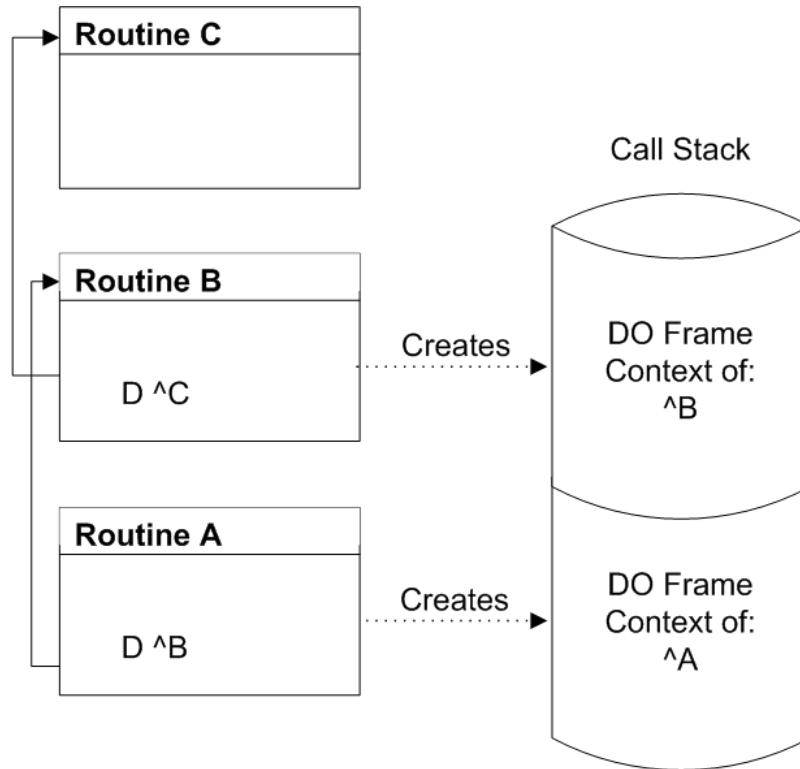 Routine C
Call Stack
Routine B
D ^C
Creates
DO Frame
Context of:
^B
Routine A
D ^B
Creates
DO Frame
Context of:
^A